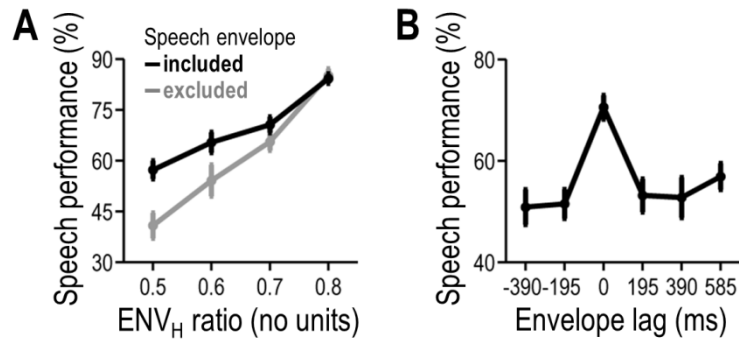 A
Speech envelope
included
excluded
Speech performance (%)
90
75
60
45
30
0.5 0.6 0.7 0.8
ENVH ratio (no units)
B
Speech performance (%)
80
60
40
-390 -195 0 195 390 585
Envelope lag (ms)